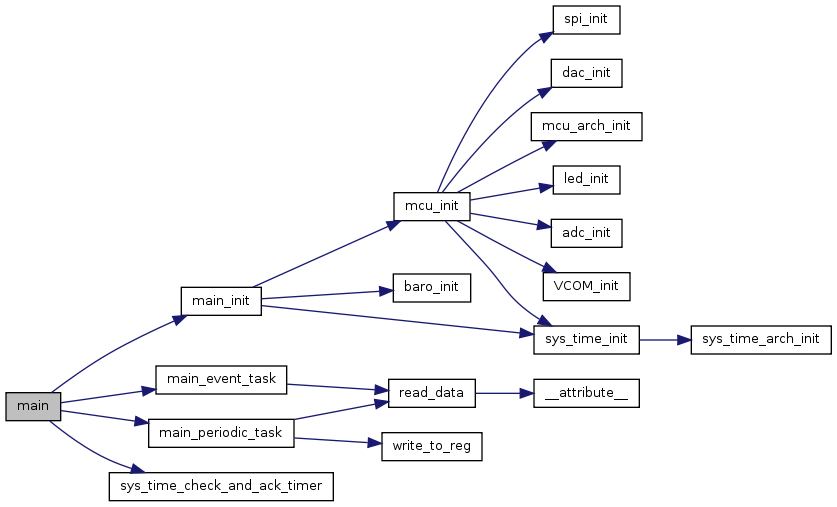 spi_init
dac_init
mcu_arch_init
led_init
mcu_init
adc_init
VCOM_init
baro_init
main_init
sys_time_init
sys_time_arch_init
main_event_task
read_data
__attribute__
main
main_periodic_task
write_to_reg
sys_time_check_and_ack_timer